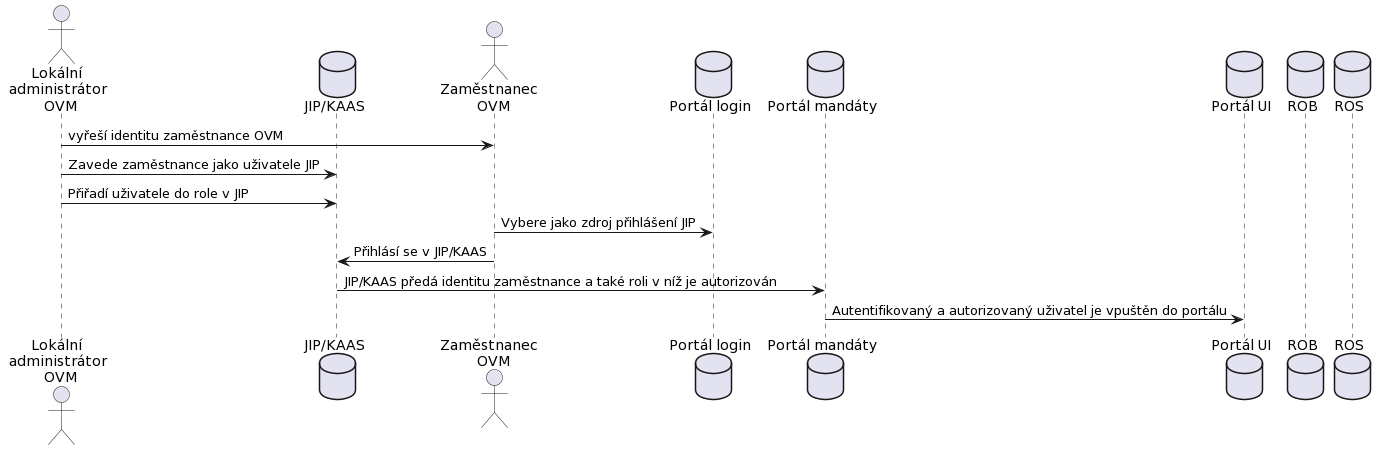 Lokální
administrátor
OVM
JIP/KAAS
Zaměstnanec
OVM
Portál login
Portál mandáty
Portál UI
ROB
ROS
vyřeší identitu zaměstnance OVM
Zavede zaměstnance jako uživatele JIP
Přiřadí uživatele do role v JIP
Vybere jako zdroj přihlášení JIP
Přihlásí se v JIP/KAAS
JIP/KAAS předá identitu zaměstnance a také roli v níž je autorizován
Autentifikovaný a autorizovaný uživatel je vpuštěn do portálu
Lokální
administrátor
OVM
JIP/KAAS
Zaměstnanec
OVM
Portál login
Portál mandáty
Portál UI
ROB
ROS